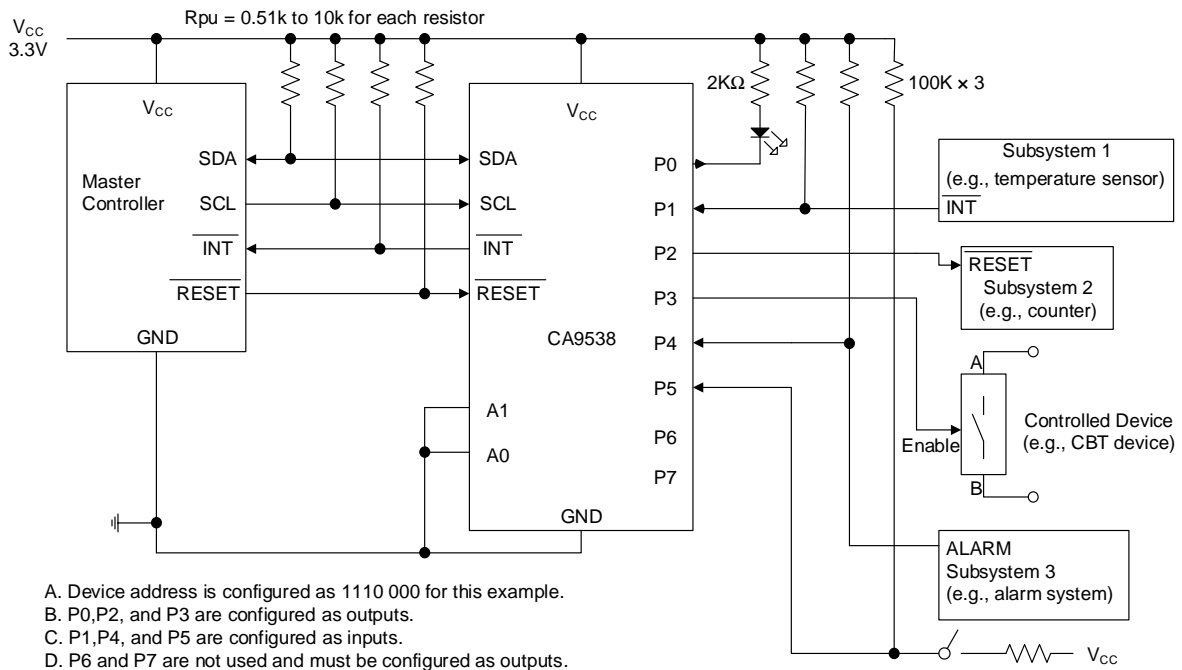 Rpu = 0.51k to 10k for each resistor
VCC
3.3V
2KΩ
100K × 3
VCC
SDA
Master
Controller
SCL
INT
RESET
GND
VCC
SDA
SCL
INT
RESET
CA9538
A1
A0
GND
P0
P1
P2
P3
P4
P5
P6
P7
Subsystem 1
(e.g., temperature sensor)
INT
RESET
Subsystem 2
(e.g., counter)
A
Enable
B
Controlled Device
(e.g., CBT device)
ALARM
Subsystem 3
(e.g., alarm system)
VCC
A. Device address is configured as 1110 000 for this example.
B. P0,P2, and P3 are configured as outputs.
C. P1,P4, and P5 are configured as inputs.
D. P6 and P7 are not used and must be configured as outputs.